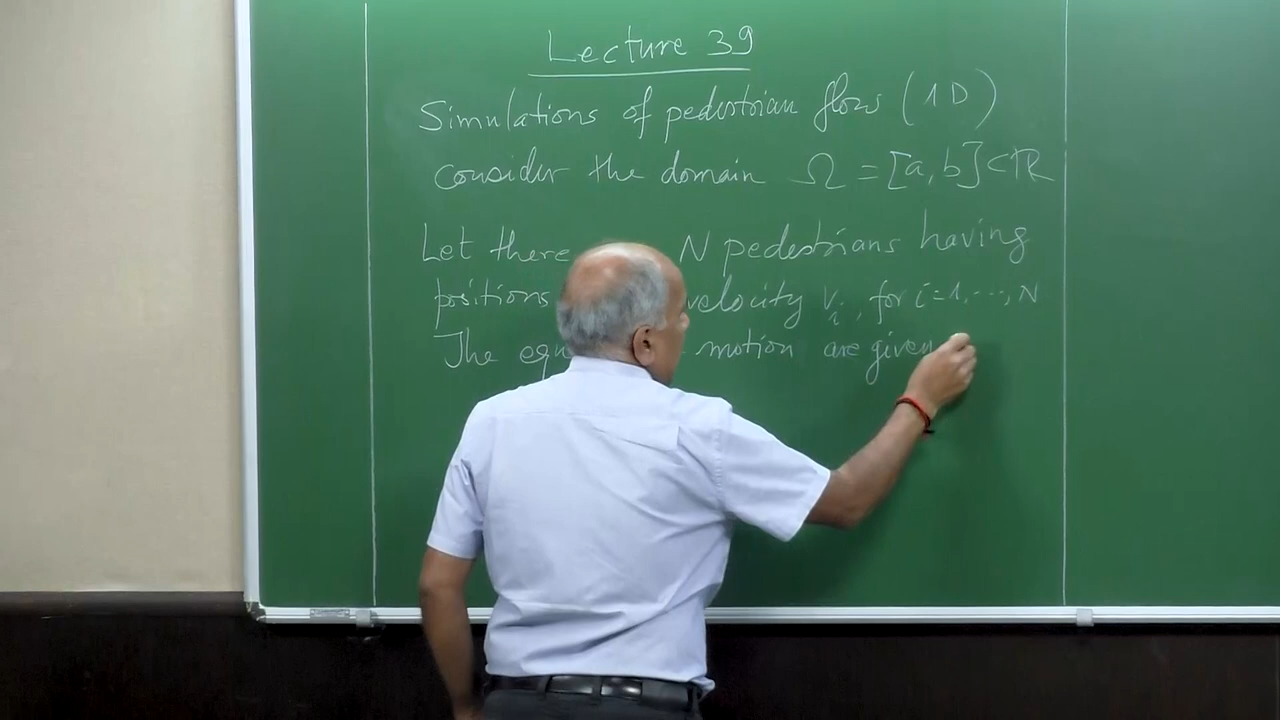 Lecture 39
Simulations of pedestrian flows (1D)
consider the domain Ω = [a, b] ⊂ ℝ
Let there N pedestrians having
positions velocity v_i, for i=1, ..., N
The motion are given